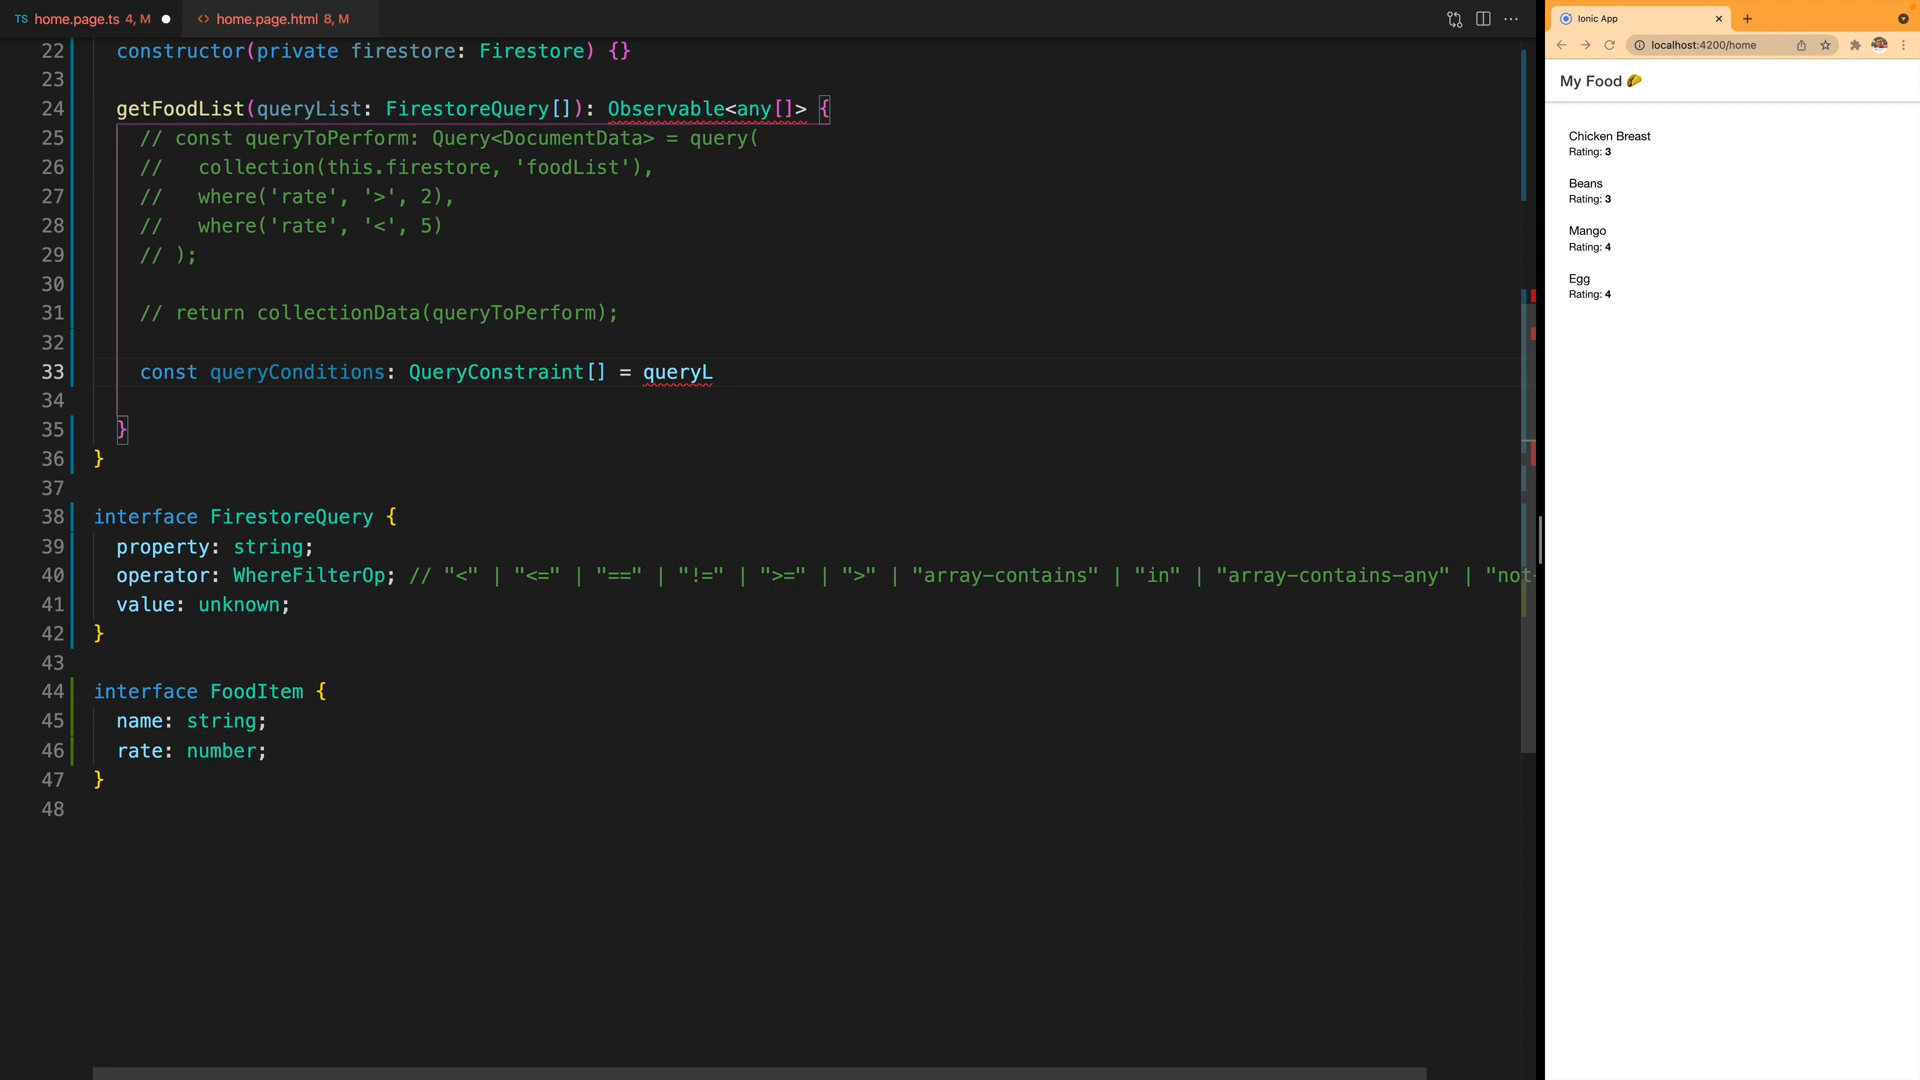 TS home.page.ts 4, M ● <> home.page.html 8, M
22 constructor(private firestore: Firestore) {}
23
24 getFoodList(queryList: FirestoreQuery[]): Observable<any[]> {
25 // const queryToPerform: Query<DocumentData> = query(
26 //   collection(this.firestore, 'foodList'),
27 //   where('rate', '>', 2),
28 //   where('rate', '<', 5)
29 // );
30
31 // return collectionData(queryToPerform);
32
33 const queryConditions: QueryConstraint[] = queryL
34
35 }
36 }
37
38 interface FirestoreQuery {
39 property: string;
40 operator: WhereFilterOp; // "<" | "<=" | "==" | "!=" | ">=" | ">" | "array-contains" | "in" | "array-contains-any" | "not-
41 value: unknown;
42 }
43
44 interface FoodItem {
45 name: string;
46 rate: number;
47 }
48
Ionic App
localhost:4200/home
My Food 🌮
Chicken Breast
Rating: 3
Beans
Rating: 3
Mango
Rating: 4
Egg
Rating: 4